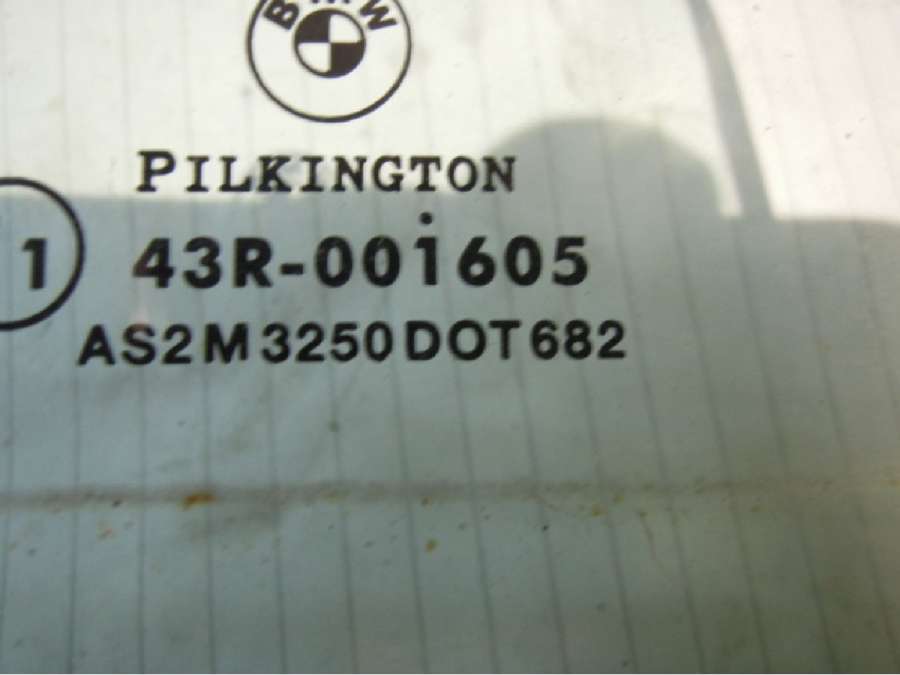 BMW
PILKINGTON
1
43R-001605
AS2M3250DOT682